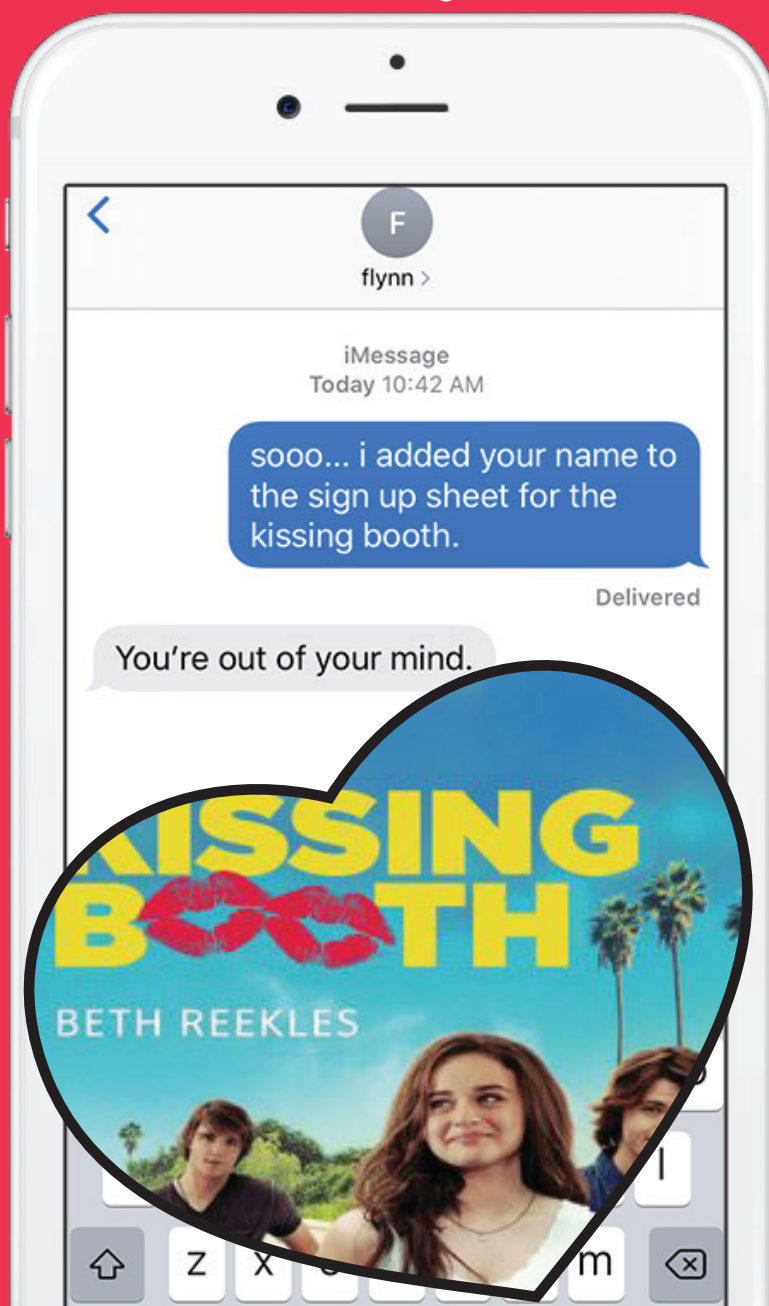 F
flynn >
iMessage
Today 10:42 AM
sooo... i added your name to
the sign up sheet for the
kissing booth.
Delivered
You're out of your mind.
KISSING
BOOTH
BETH REEKLES
l
z x m